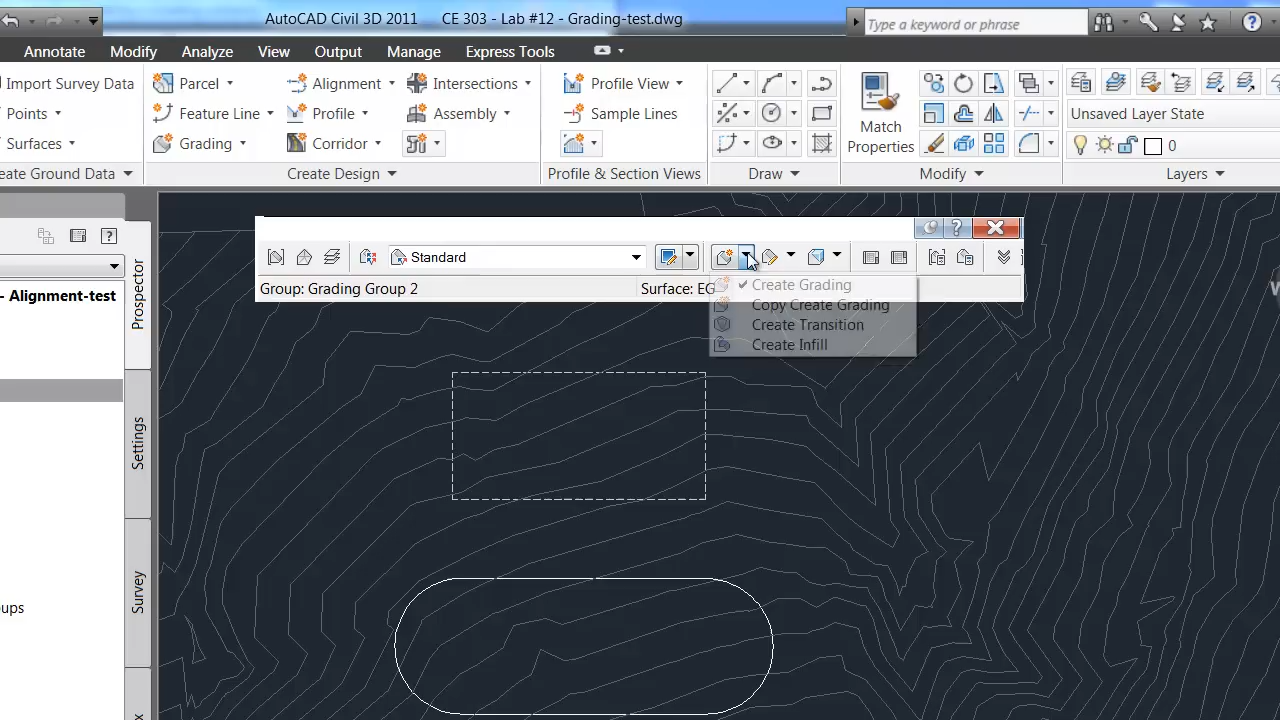 AutoCAD Civil 3D 2011 CE 303 - Lab #12 - Grading-test.dwg
Type a keyword or phrase
Annotate Modify Analyze View Output Manage Express Tools
Import Survey Data Parcel Alignment Intersections Profile View
Points Feature Line Profile Assembly Sample Lines Match Properties Unsaved Layer State
Surfaces Grading Corridor 0
eate Ground Data Create Design Profile & Section Views Draw Modify Layers
Standard
Group: Grading Group 2 Surface: EG
Create Grading
Copy Create Grading
Create Transition
Create Infill
- Alignment-test
Prospector
Settings
Survey
oups